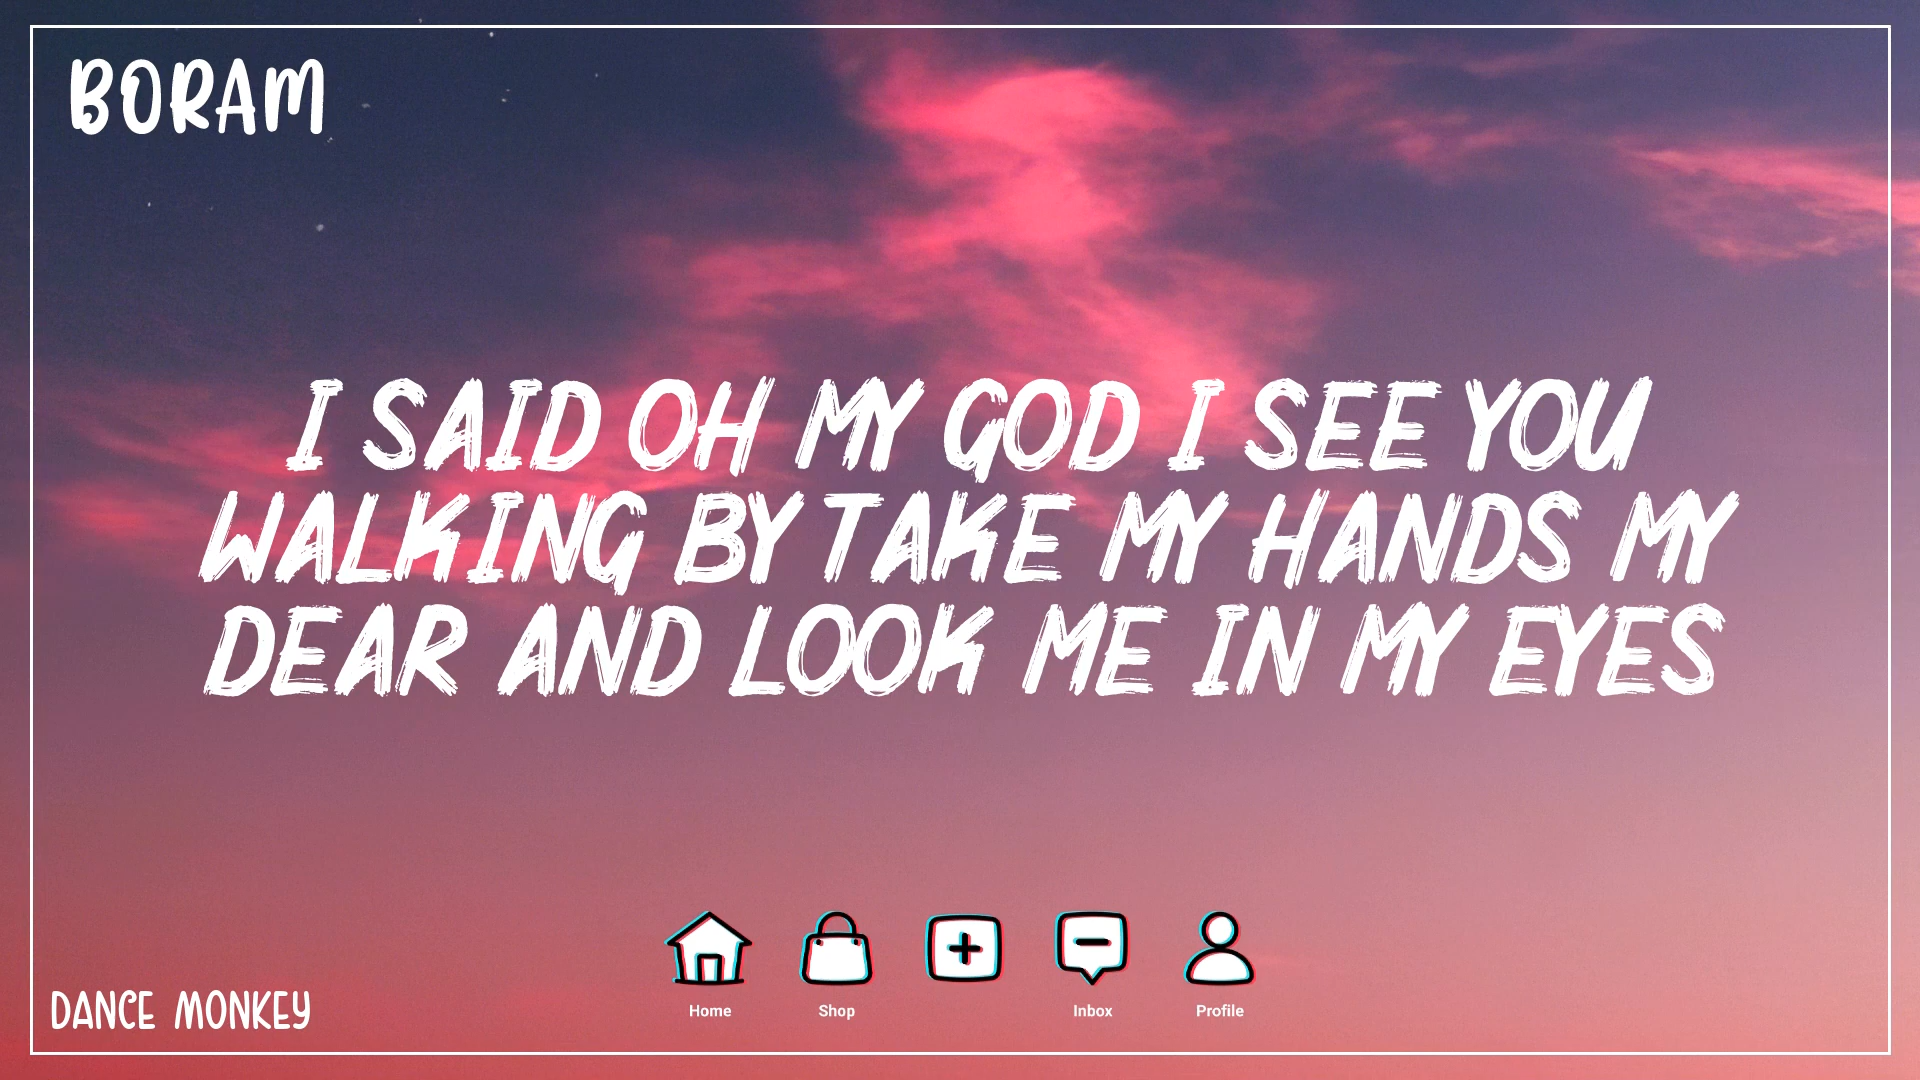 BORAM
I SAID OH MY GOD I SEE YOU
WALKING BY TAKE MY HANDS MY
DEAR AND LOOK ME IN MY EYES
Home Shop Inbox Profile
DANCE MONKEY